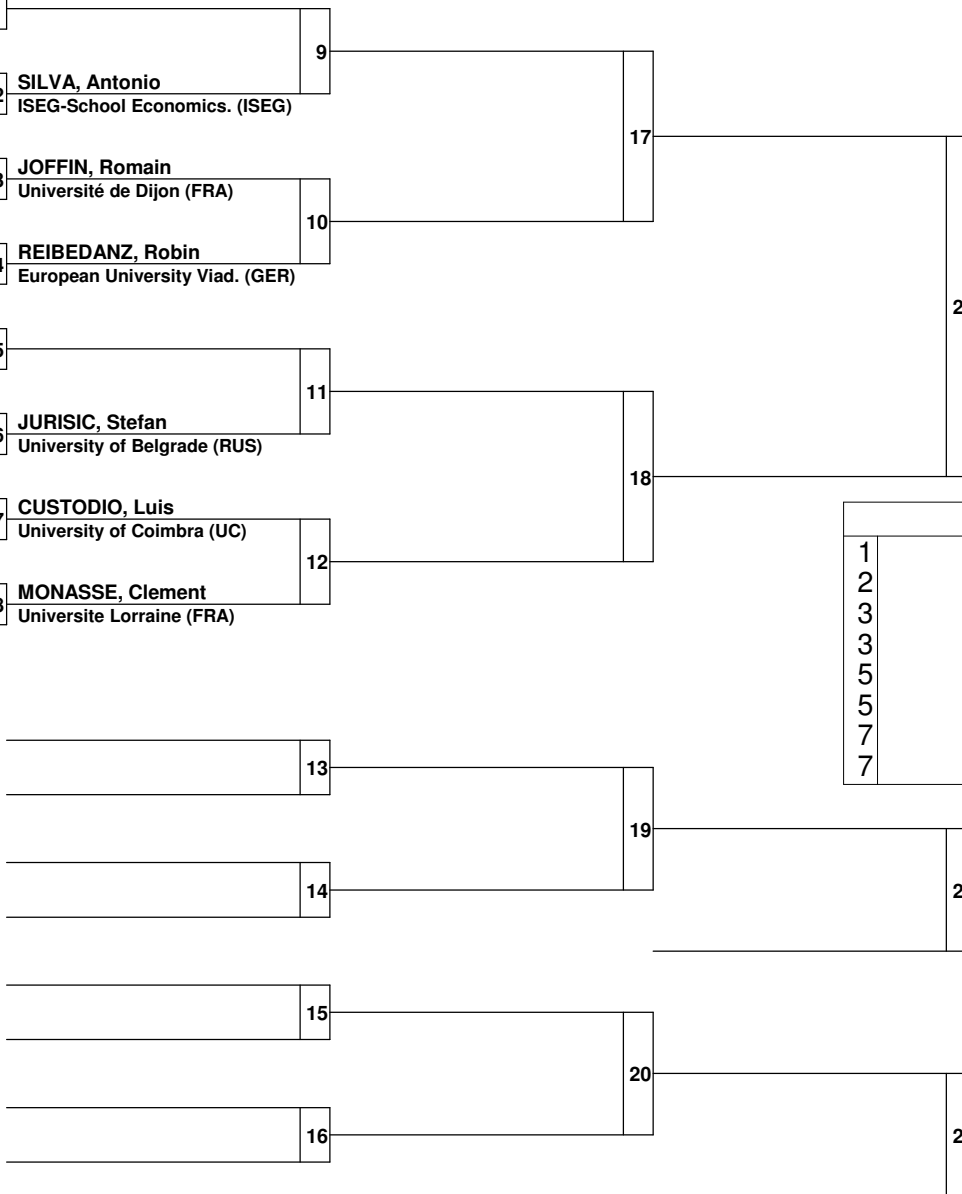 9
SILVA, Antonio
ISEG-School Economics. (ISEG)
17
JOFFIN, Romain
Université de Dijon (FRA)
10
REIBEDANZ, Robin
European University Viad. (GER)
11
JURISIC, Stefan
University of Belgrade (RUS)
18
CUSTODIO, Luis
University of Coimbra (UC)
12
MONASSE, Clement
Universite Lorraine (FRA)
1
2
3
3
5
5
7
7
13
19
14
15
20
16